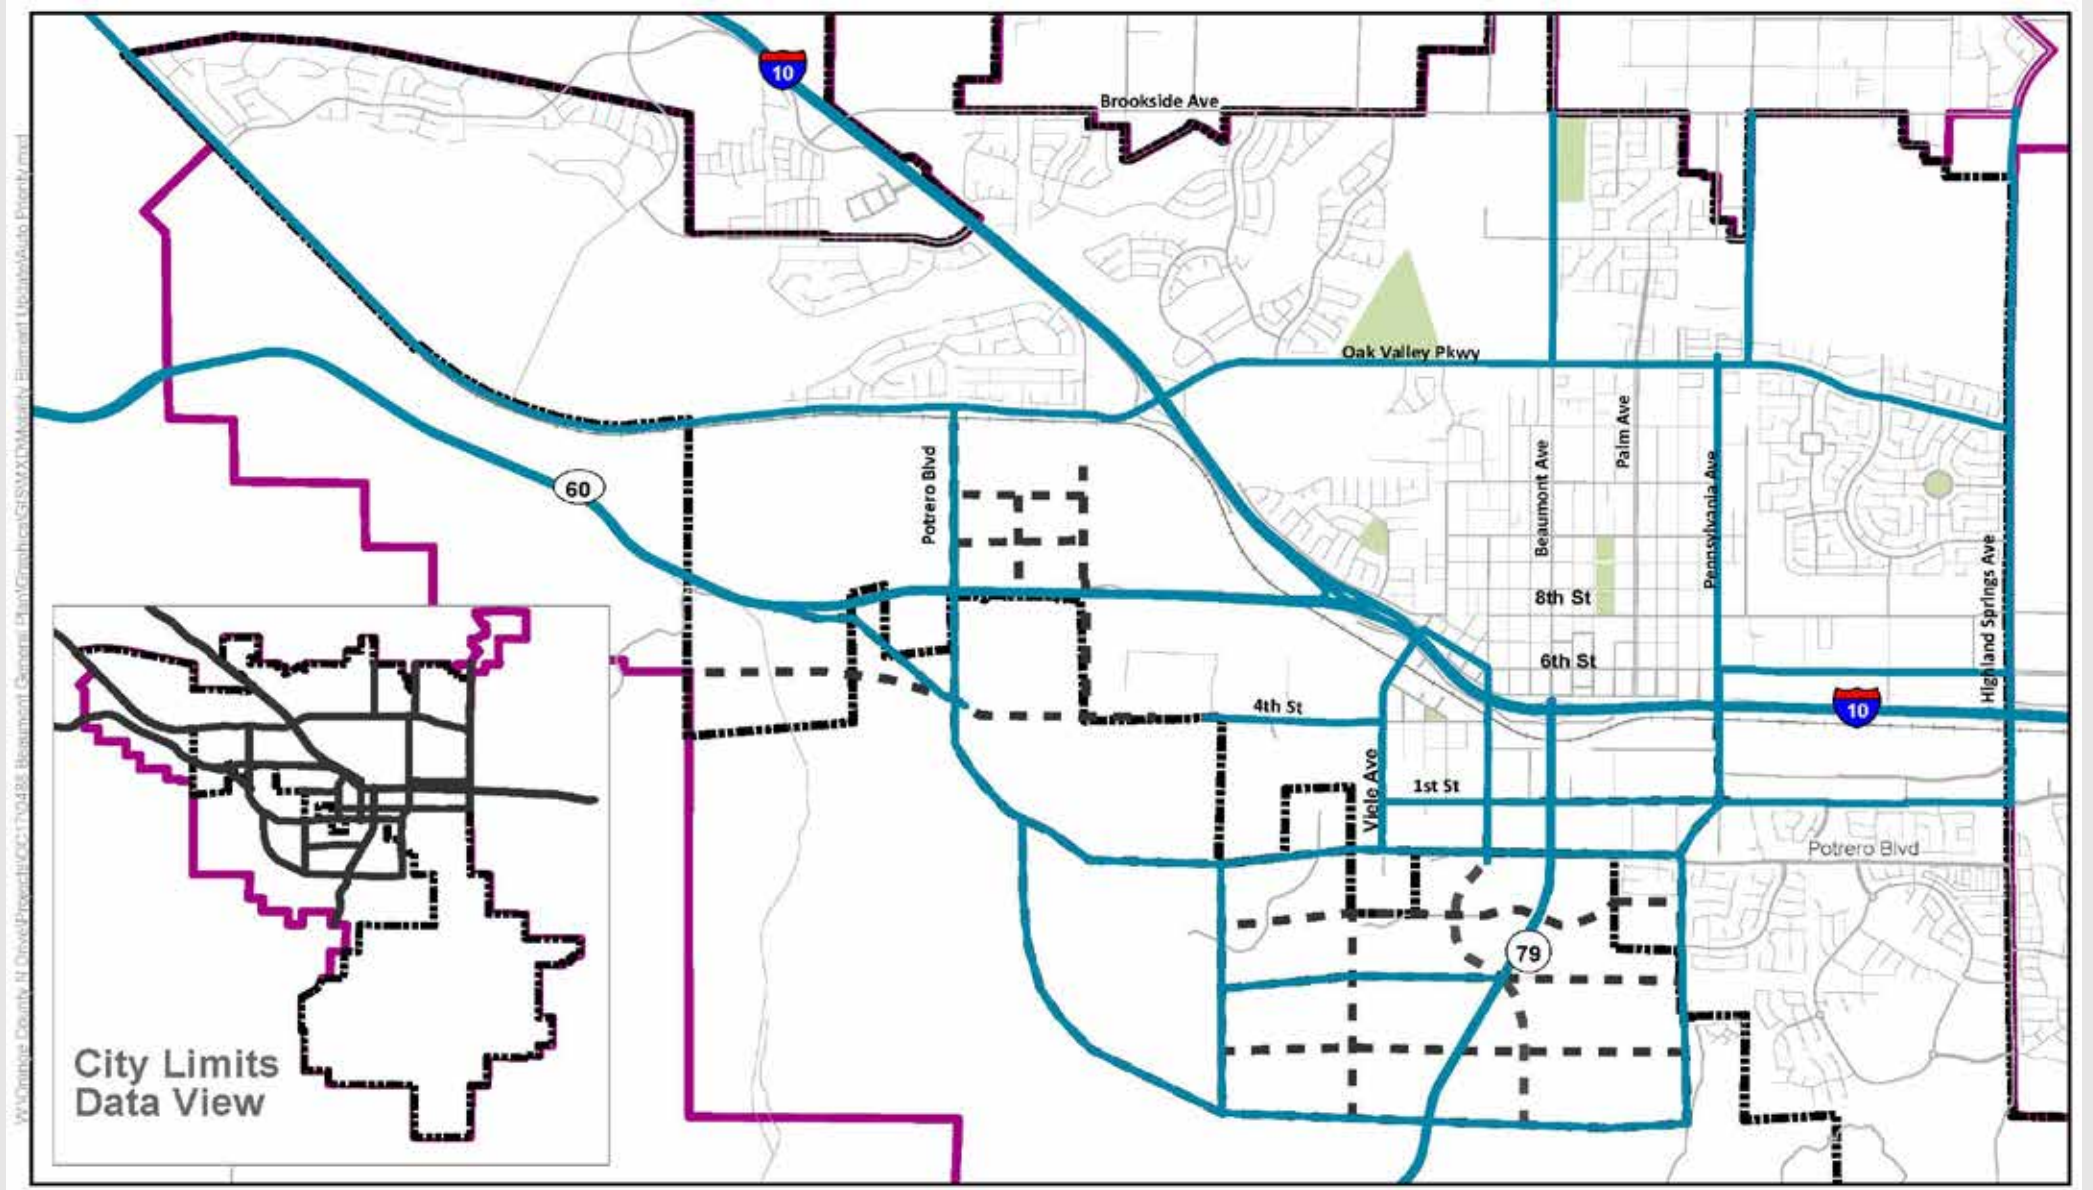 10
Brookside Ave
Oak Valley Pkwy
Palm Ave
Beaumont Ave
Potrero Blvd
Pennsylvania Ave
60
Highland Springs Ave
8th St
6th St
4th St
10
Viele Ave
1st St
Potrero Blvd
79
City Limits
Data View